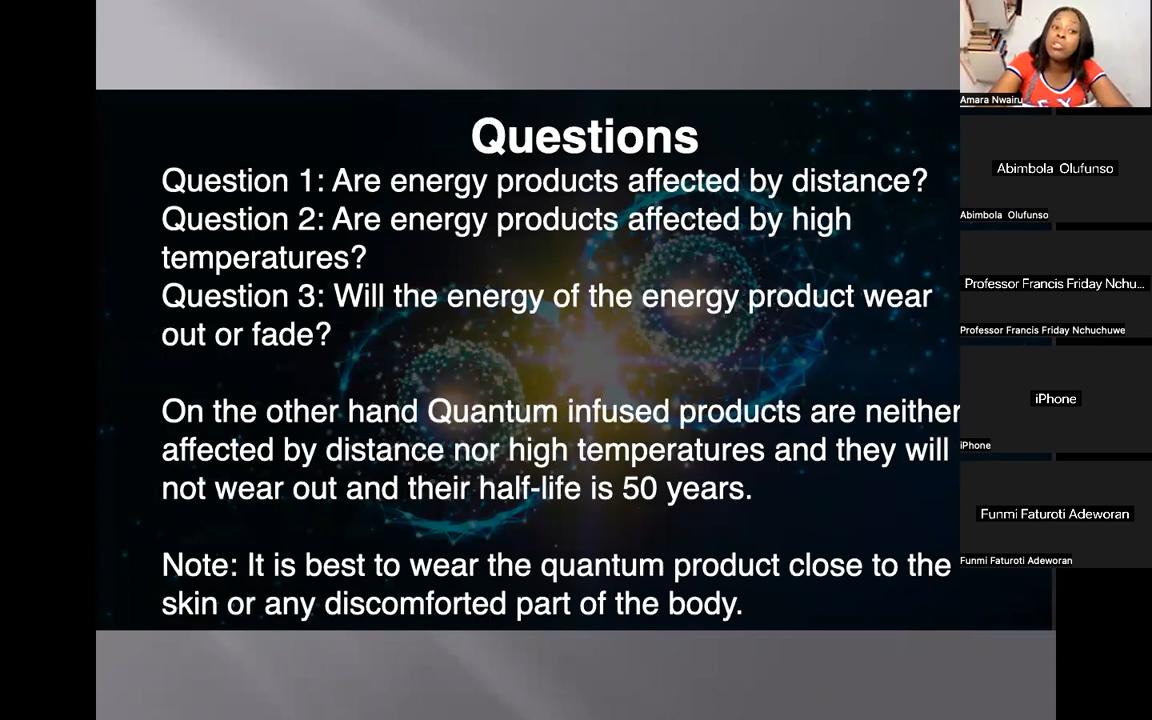 Questions
Question 1: Are energy products affected by distance?
Question 2: Are energy products affected by high
temperatures?
Question 3: Will the energy of the energy product wear
out or fade?
On the other hand Quantum infused products are neither
affected by distance nor high temperatures and they will
not wear out and their half-life is 50 years.
Note: It is best to wear the quantum product close to the
skin or any discomforted part of the body.
Amara Nwairu
Abimbola Olufunso
Abimbola Olufunso
Professor Francis Friday Nchu...
Professor Francis Friday Nchuchuwe
iPhone
iPhone
Funmi Faturoti Adeworan
Funmi Faturoti Adeworan